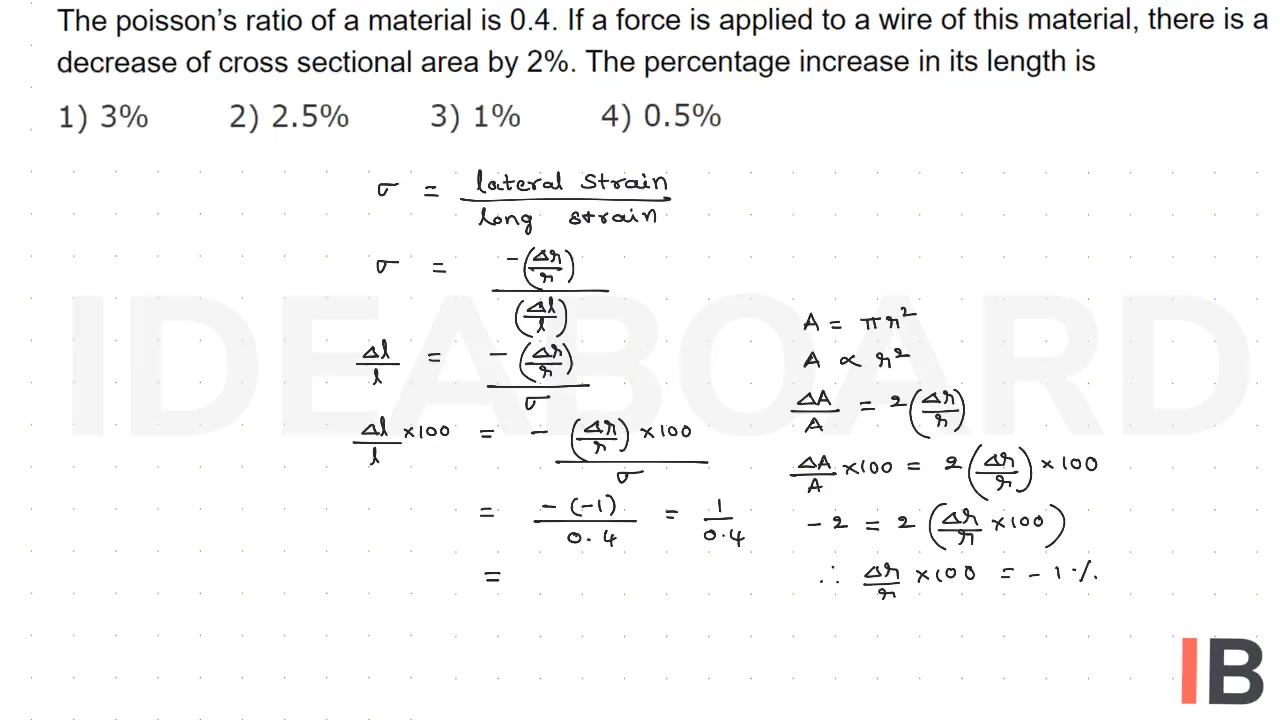 The poisson’s ratio of a material is 0.4. If a force is applied to a wire of this material, there is a
decrease of cross sectional area by 2%. The percentage increase in its length is
1) 3% 2) 2.5% 3) 1% 4) 0.5%
σ = lateral strain / long strain
σ = -(Δr/r) / (Δl/l)
Δl/l = -(Δr/r) / σ
Δl/l ×100 = - (Δr/r) ×100 / σ
= -(-1) / 0.4 = 1 / 0.4
=
A = πr²
A ∝ r²
ΔA/A = 2(Δr/r)
ΔA/A ×100 = 2(Δr/r) ×100
-2 = 2(Δr/r ×100)
∴ Δr/r ×100 = -1%
IDEABOARD
IB